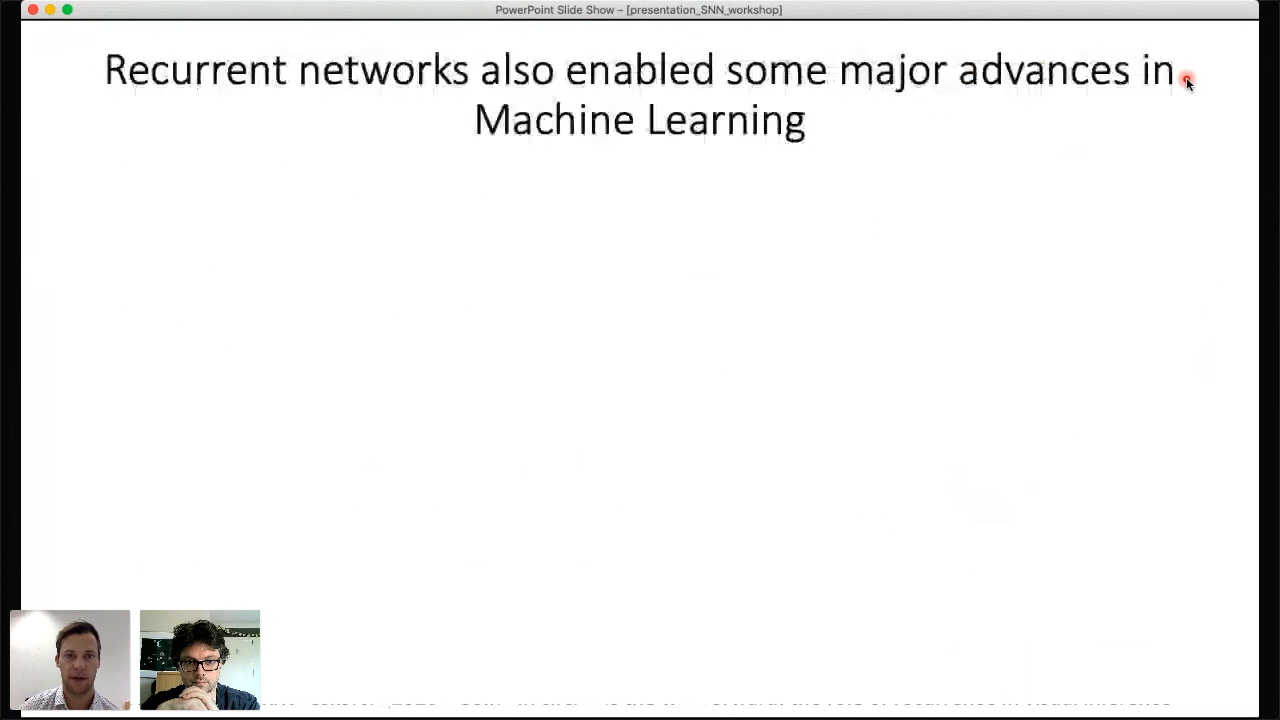 PowerPoint Slide Show – [presentation_SNN_workshop]
Recurrent networks also enabled some major advances in
Machine Learning